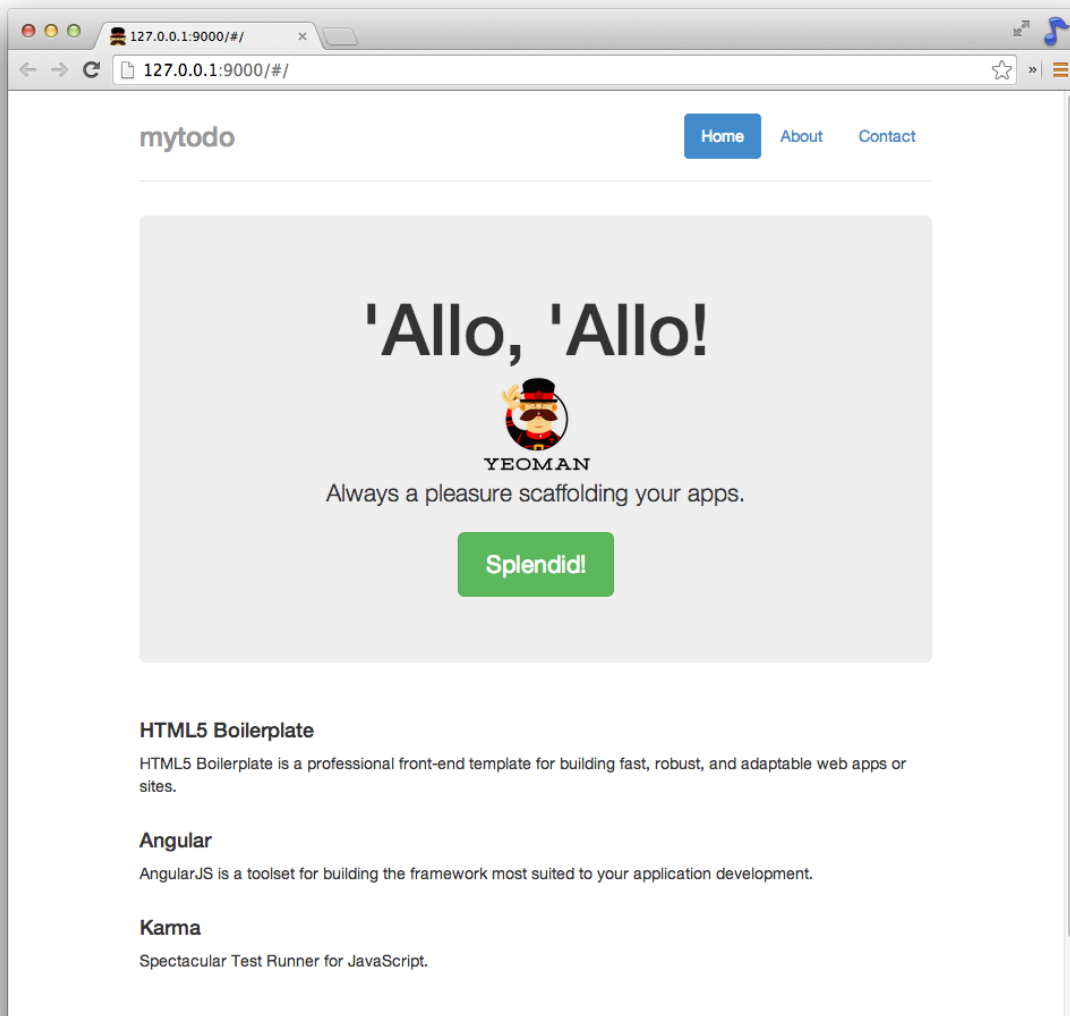 127.0.0.1:9000/#/
127.0.0.1:9000/#/
mytodo
Home
About
Contact
'Allo, 'Allo!
YEOMAN
Always a pleasure scaffolding your apps.
Splendid!
HTML5 Boilerplate
HTML5 Boilerplate is a professional front-end template for building fast, robust, and adaptable web apps or
sites.
Angular
AngularJS is a toolset for building the framework most suited to your application development.
Karma
Spectacular Test Runner for JavaScript.